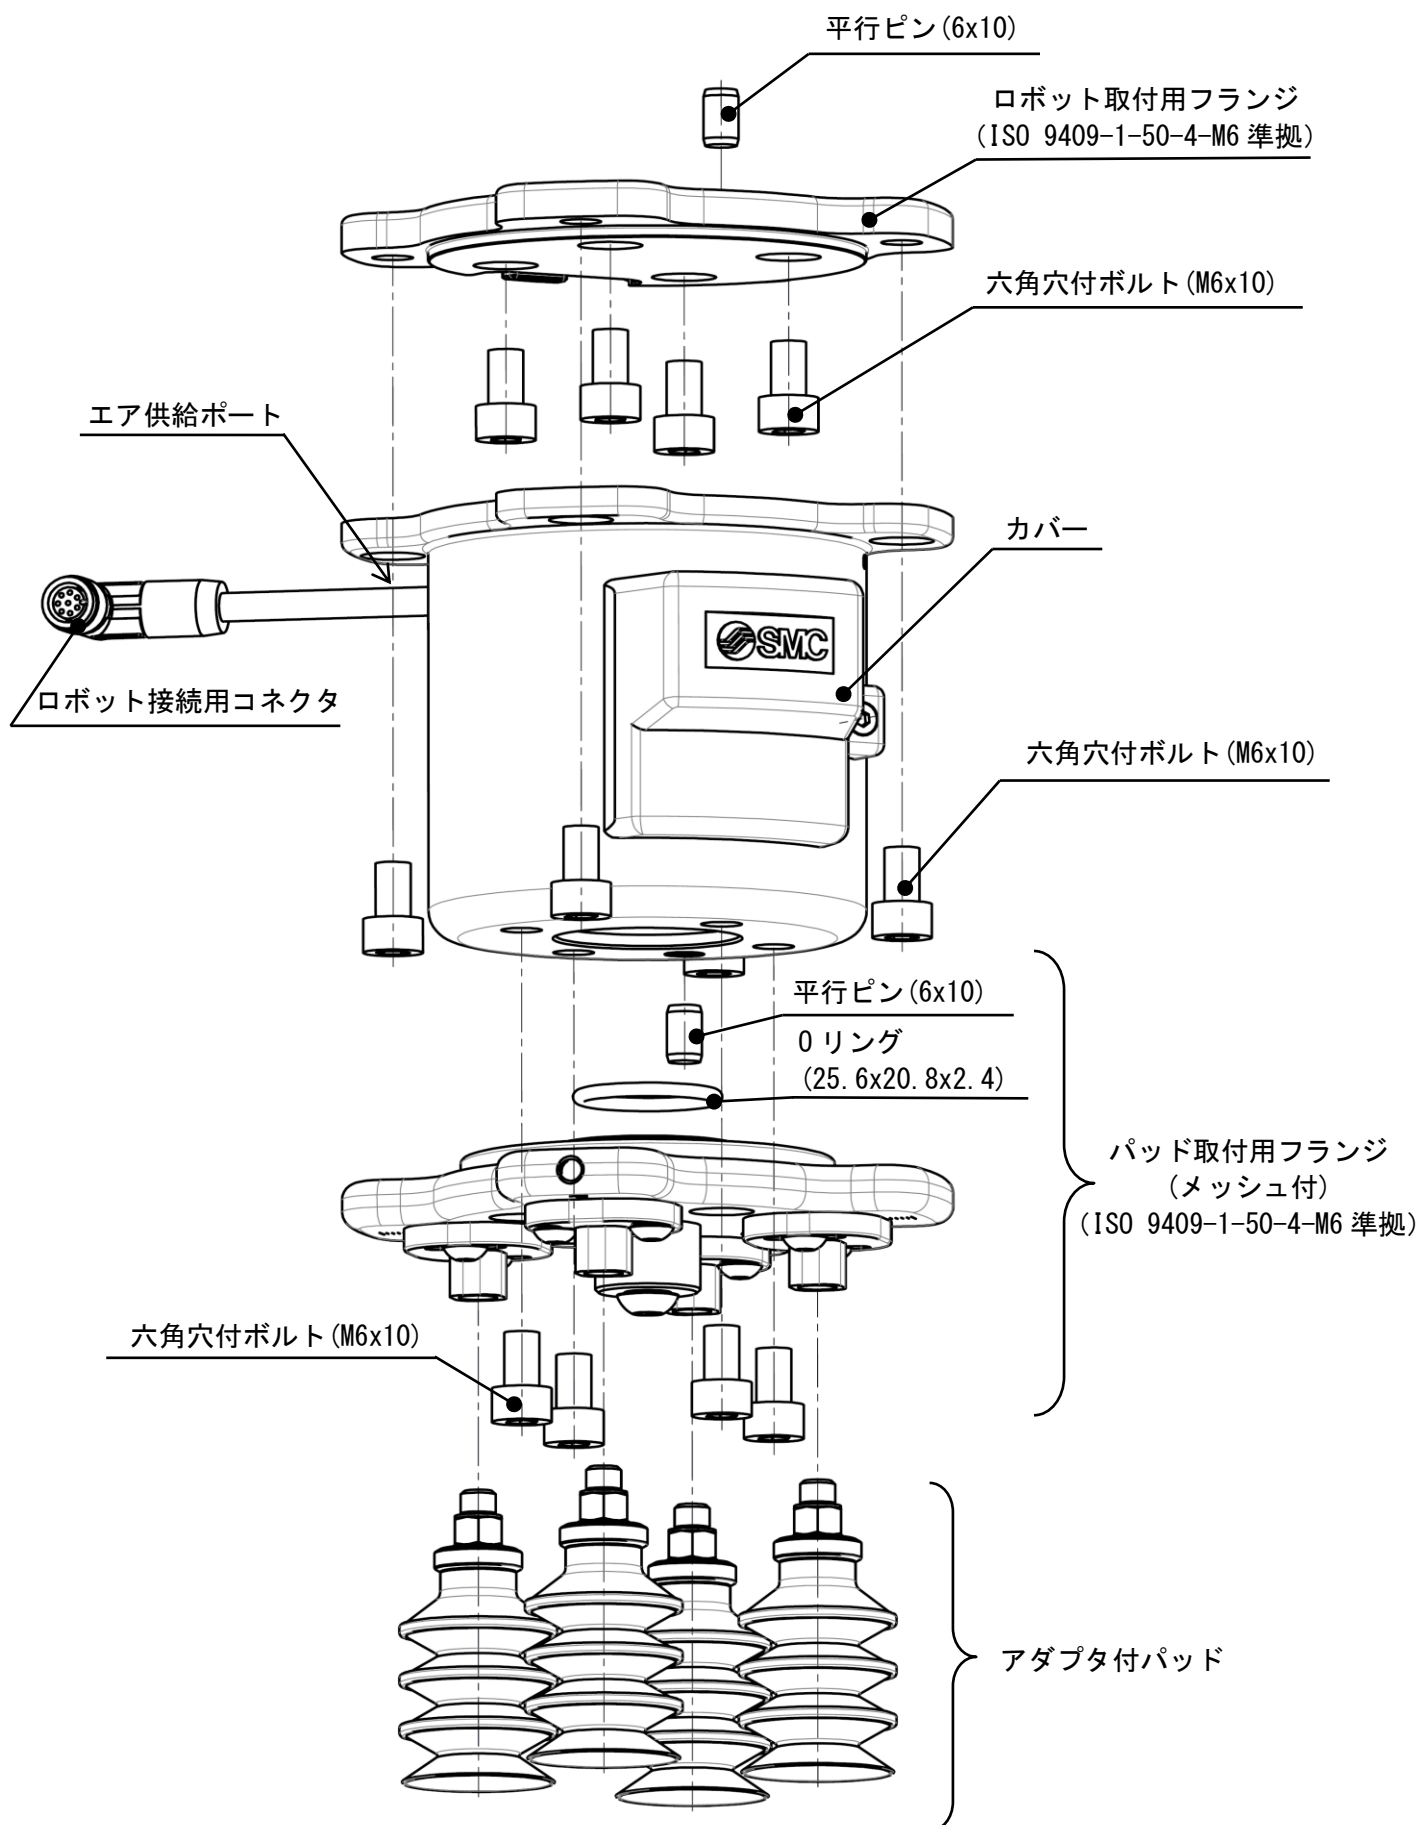 平行ピン(6x10)
ロボット取付用フランジ
(ISO 9409-1-50-4-M6 準拠)
六角穴付ボルト(M6x10)
エア供給ポート
カバー
SMC
ロボット接続用コネクタ
六角穴付ボルト(M6x10)
平行ピン(6x10)
O リング
(25.6x20.8x2.4)
パッド取付用フランジ
(メッシュ付)
(ISO 9409-1-50-4-M6 準拠)
六角穴付ボルト(M6x10)
アダプタ付パッド